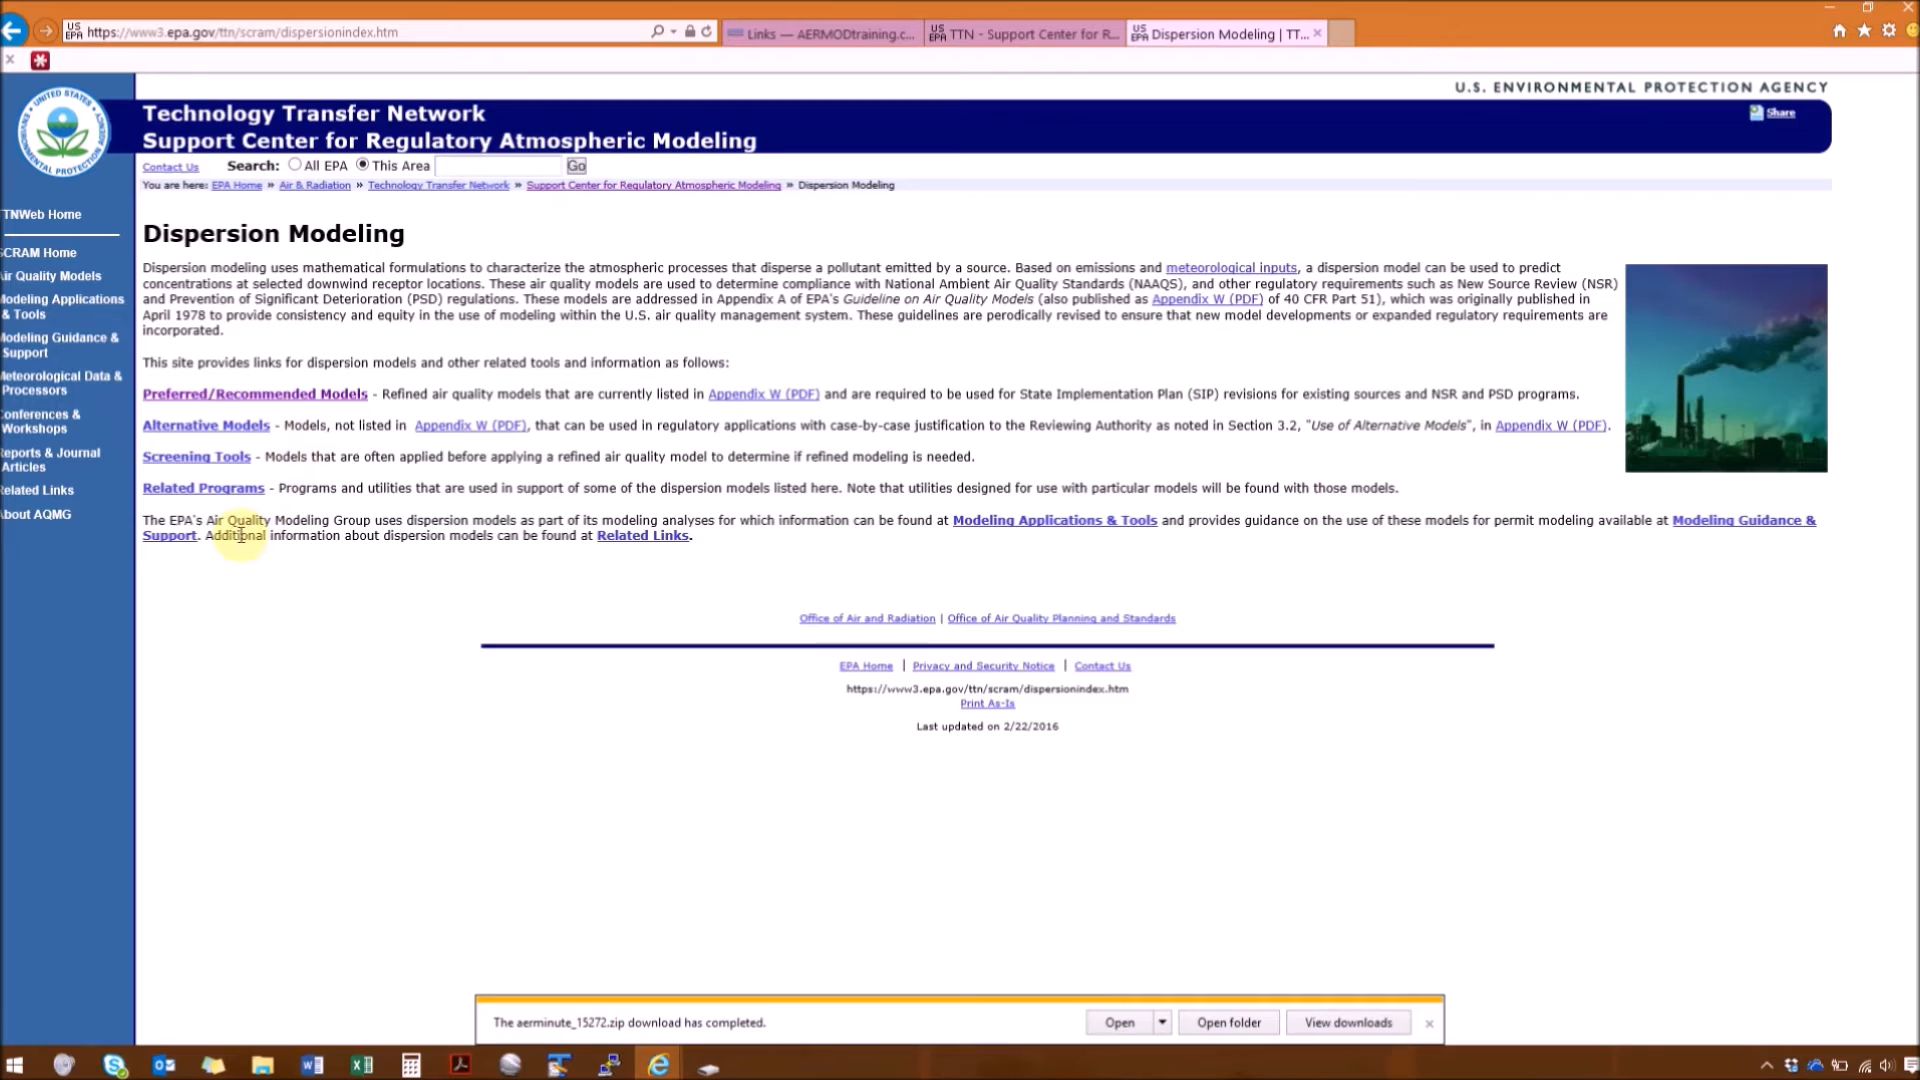 https://www3.epa.gov/ttn/scram/dispersionindex.htm
Links — AERMODtraining.c...
TTN - Support Center for R...
Dispersion Modeling | TT...
U.S. ENVIRONMENTAL PROTECTION AGENCY
Technology Transfer Network
Support Center for Regulatory Atmospheric Modeling
Share
Contact Us Search: All EPA This Area Go
You are here: EPA Home » Air & Radiation » Technology Transfer Network » Support Center for Regulatory Atmospheric Modeling » Dispersion Modeling
TTNWeb Home
SCRAM Home
Air Quality Models
Modeling Applications
& Tools
Modeling Guidance &
Support
Meteorological Data &
Processors
Conferences &
Workshops
Reports & Journal
Articles
Related Links
About AQMG
Dispersion Modeling
Dispersion modeling uses mathematical formulations to characterize the atmospheric processes that disperse a pollutant emitted by a source. Based on emissions and meteorological inputs, a dispersion model can be used to predict
concentrations at selected downwind receptor locations. These air quality models are used to determine compliance with National Ambient Air Quality Standards (NAAQS), and other regulatory requirements such as New Source Review (NSR)
and Prevention of Significant Deterioration (PSD) regulations. These models are addressed in Appendix A of EPA's Guideline on Air Quality Models (also published as Appendix W (PDF) of 40 CFR Part 51), which was originally published in
April 1978 to provide consistency and equity in the use of modeling within the U.S. air quality management system. These guidelines are perodically revised to ensure that new model developments or expanded regulatory requirements are
incorporated.
This site provides links for dispersion models and other related tools and information as follows:
Preferred/Recommended Models - Refined air quality models that are currently listed in Appendix W (PDF) and are required to be used for State Implementation Plan (SIP) revisions for existing sources and NSR and PSD programs.
Alternative Models - Models, not listed in Appendix W (PDF), that can be used in regulatory applications with case-by-case justification to the Reviewing Authority as noted in Section 3.2, "Use of Alternative Models", in Appendix W (PDF).
Screening Tools - Models that are often applied before applying a refined air quality model to determine if refined modeling is needed.
Related Programs - Programs and utilities that are used in support of some of the dispersion models listed here. Note that utilities designed for use with particular models will be found with those models.
The EPA's Air Quality Modeling Group uses dispersion models as part of its modeling analyses for which information can be found at Modeling Applications & Tools and provides guidance on the use of these models for permit modeling available at Modeling Guidance &
Support. Additional information about dispersion models can be found at Related Links.
Office of Air and Radiation | Office of Air Quality Planning and Standards
EPA Home | Privacy and Security Notice | Contact Us
https://www3.epa.gov/ttn/scram/dispersionindex.htm
Print As-Is
Last updated on 2/22/2016
The aerminute_15272.zip download has completed.
Open
Open folder
View downloads